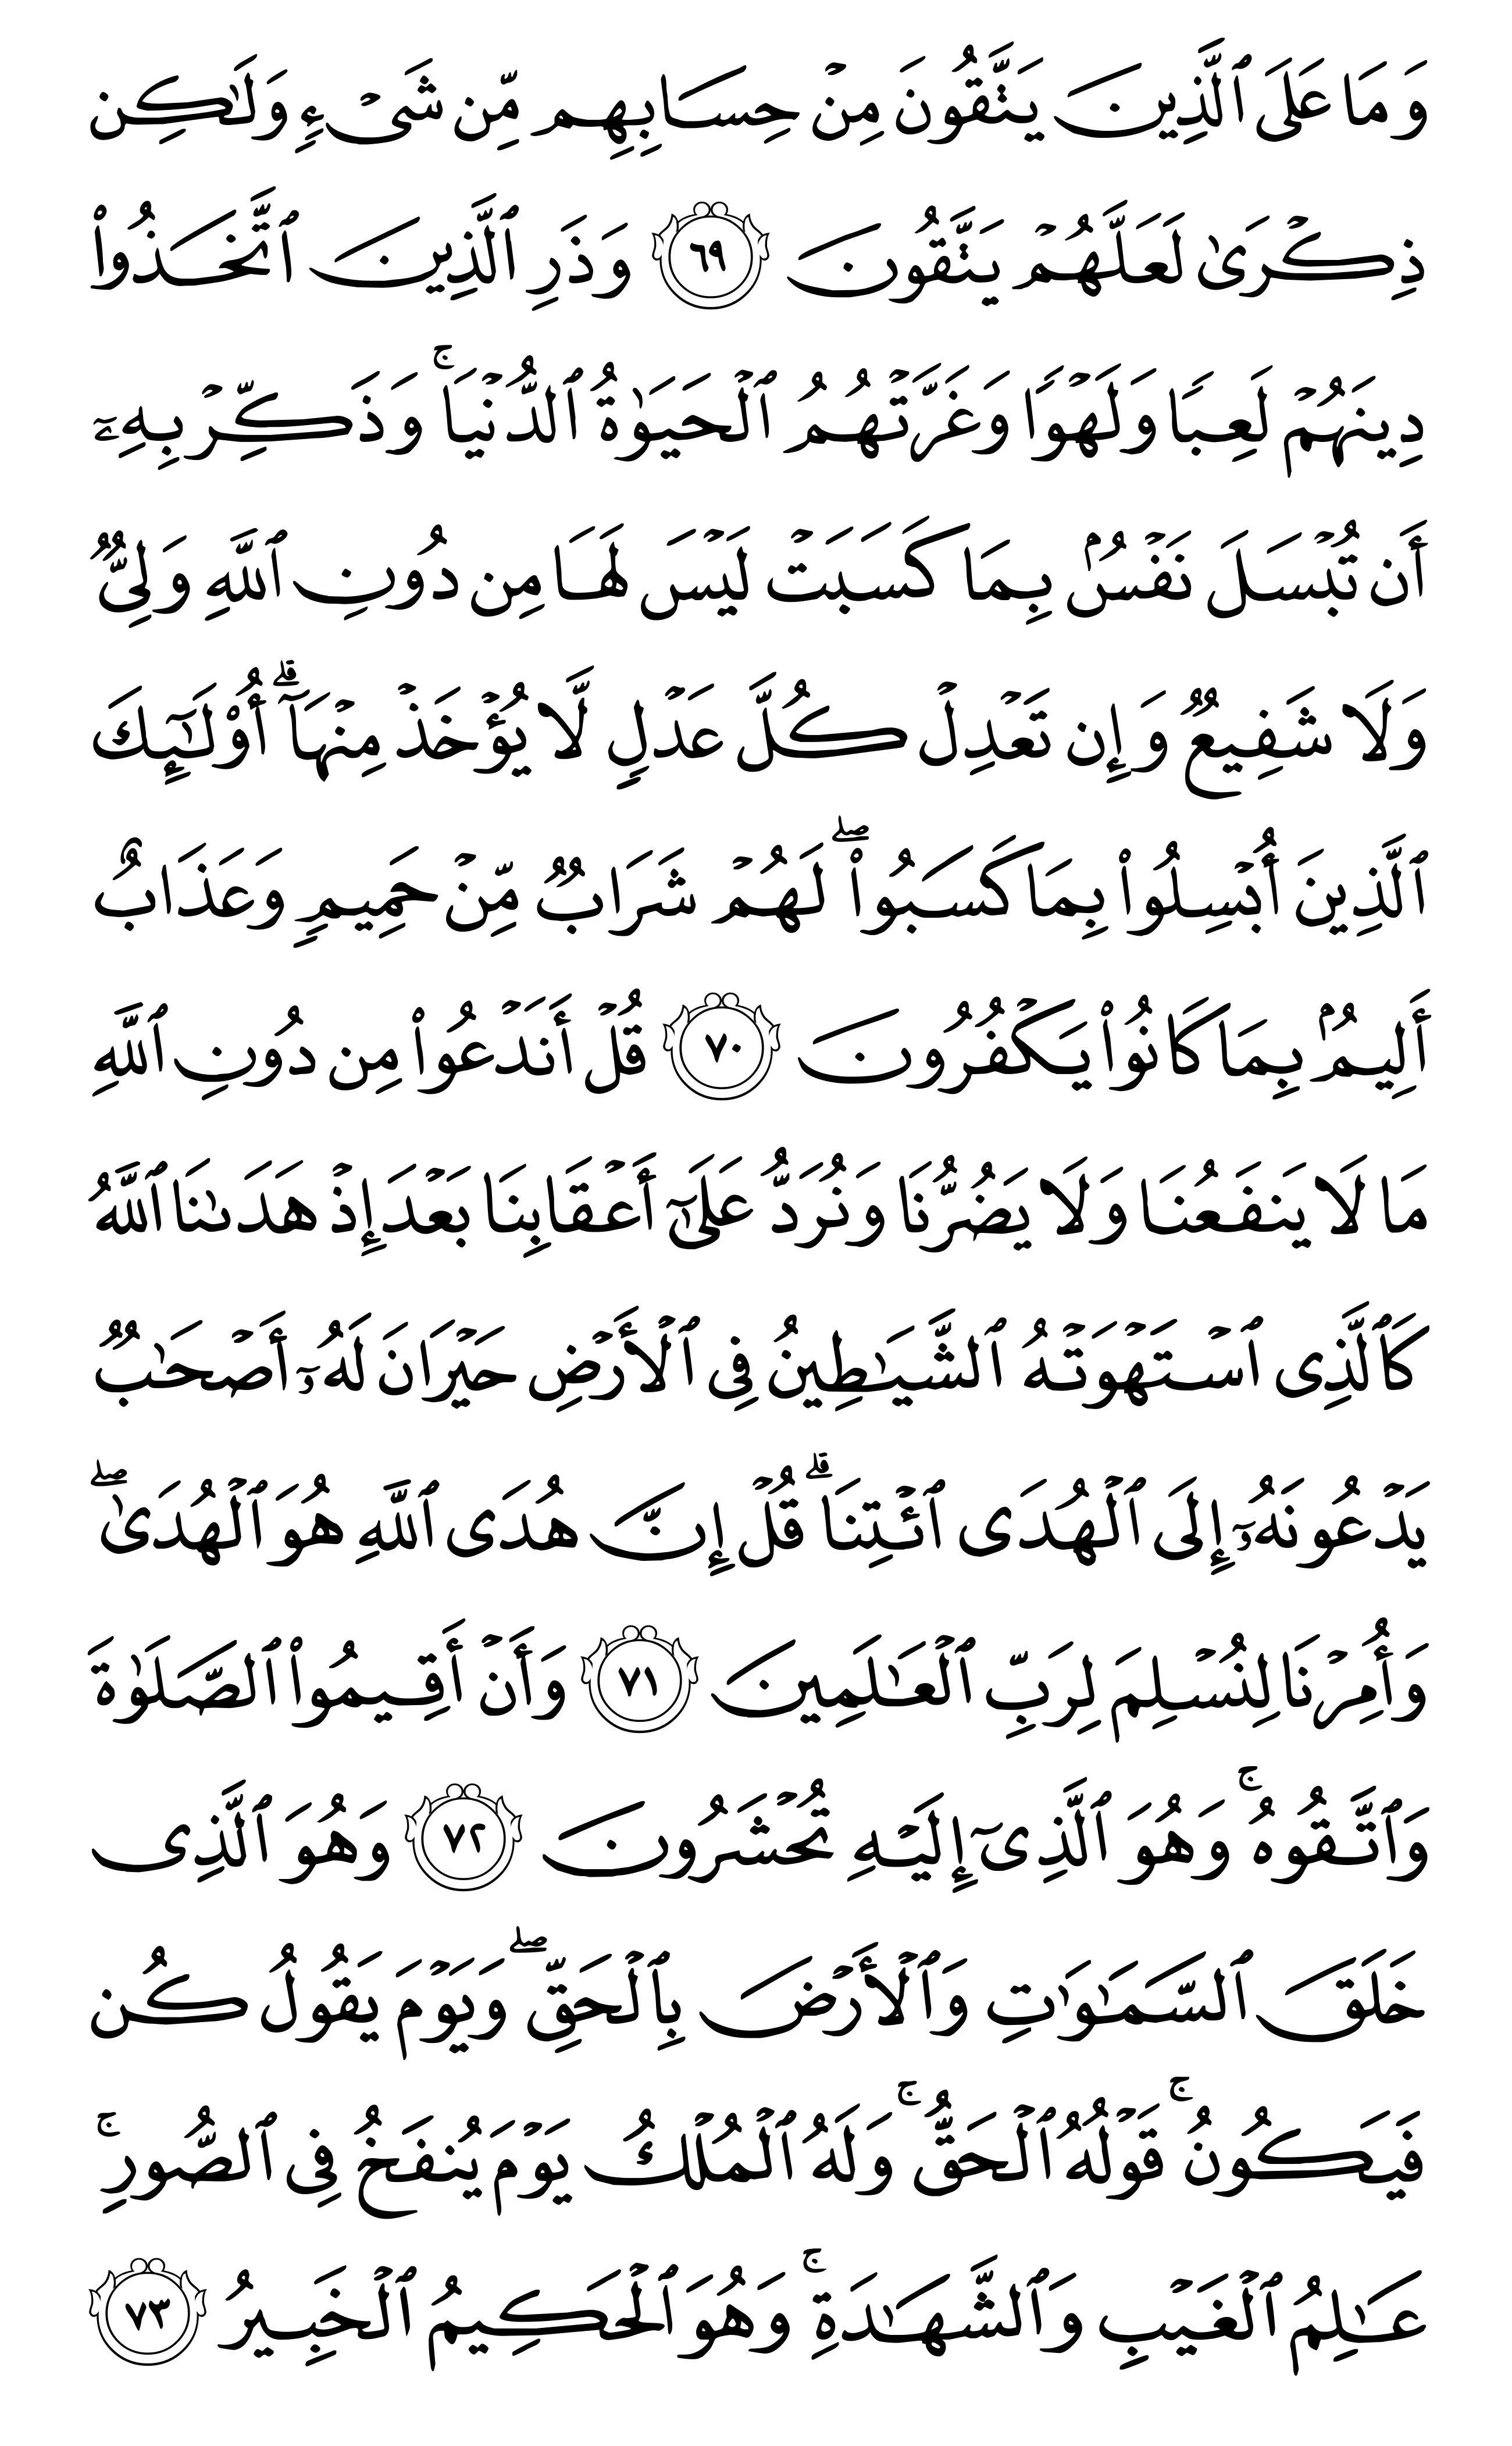 وَمَا عَلَى ٱلَّذِينَ يَتَّقُونَ مِنۡ حِسَابِهِم مِّن شَيۡءٖ وَلَٰكِن
ذِكۡرَىٰ لَعَلَّهُمۡ يَتَّقُونَ ٦٩ وَذَرِ ٱلَّذِينَ ٱتَّخَذُواْ
دِينَهُمۡ لَعِبٗا وَلَهۡوٗا وَغَرَّتۡهُمُ ٱلۡحَيَوٰةُ ٱلدُّنۡيَاۚ وَذَكِّرۡ بِهِۦٓ
أَن تُبۡسَلَ نَفۡسُۢ بِمَا كَسَبَتۡ لَيۡسَ لَهَا مِن دُونِ ٱللَّهِ وَلِيّٞ
وَلَا شَفِيعٞ وَإِن تَعۡدِلۡ كُلَّ عَدۡلٖ لَّا يُؤۡخَذۡ مِنۡهَآۗ أُوْلَٰٓئِكَ
ٱلَّذِينَ أُبۡسِلُواْ بِمَا كَسَبُواْۖ لَهُمۡ شَرَابٞ مِّنۡ حَمِيمٖ وَعَذَابٌ
أَلِيمُۢ بِمَا كَانُواْ يَكۡفُرُونَ ٧٠ قُلۡ أَنَدۡعُواْ مِن دُونِ ٱللَّهِ
مَا لَا يَنفَعُنَا وَلَا يَضُرُّنَا وَنُرَدُّ عَلَىٰٓ أَعۡقَابِنَا بَعۡدَ إِذۡ هَدَىٰنَا ٱللَّهُ
كَٱلَّذِي ٱسۡتَهۡوَتۡهُ ٱلشَّيَٰطِينُ فِي ٱلۡأَرۡضِ حَيۡرَانَ لَهُۥٓ أَصۡحَٰبٞ
يَدۡعُونَهُۥٓ إِلَى ٱلۡهُدَى ٱئۡتِنَاۗ قُلۡ إِنَّ هُدَى ٱللَّهِ هُوَ ٱلۡهُدَىٰۖ
وَأُمِرۡنَا لِنُسۡلِمَ لِرَبِّ ٱلۡعَٰلَمِينَ ٧١ وَأَنۡ أَقِيمُواْ ٱلصَّلَوٰةَ
وَٱتَّقُوهُۚ وَهُوَ ٱلَّذِيٓ إِلَيۡهِ تُحۡشَرُونَ ٧٢ وَهُوَ ٱلَّذِي
خَلَقَ ٱلسَّمَٰوَٰتِ وَٱلۡأَرۡضَ بِٱلۡحَقِّۖ وَيَوۡمَ يَقُولُ كُن
فَيَكُونُۚ قَوۡلُهُ ٱلۡحَقُّۚ وَلَهُ ٱلۡمُلۡكُ يَوۡمَ يُنفَخُ فِي ٱلصُّورِۚ
عَٰلِمُ ٱلۡغَيۡبِ وَٱلشَّهَٰدَةِۚ وَهُوَ ٱلۡحَكِيمُ ٱلۡخَبِيرُ ٧٣